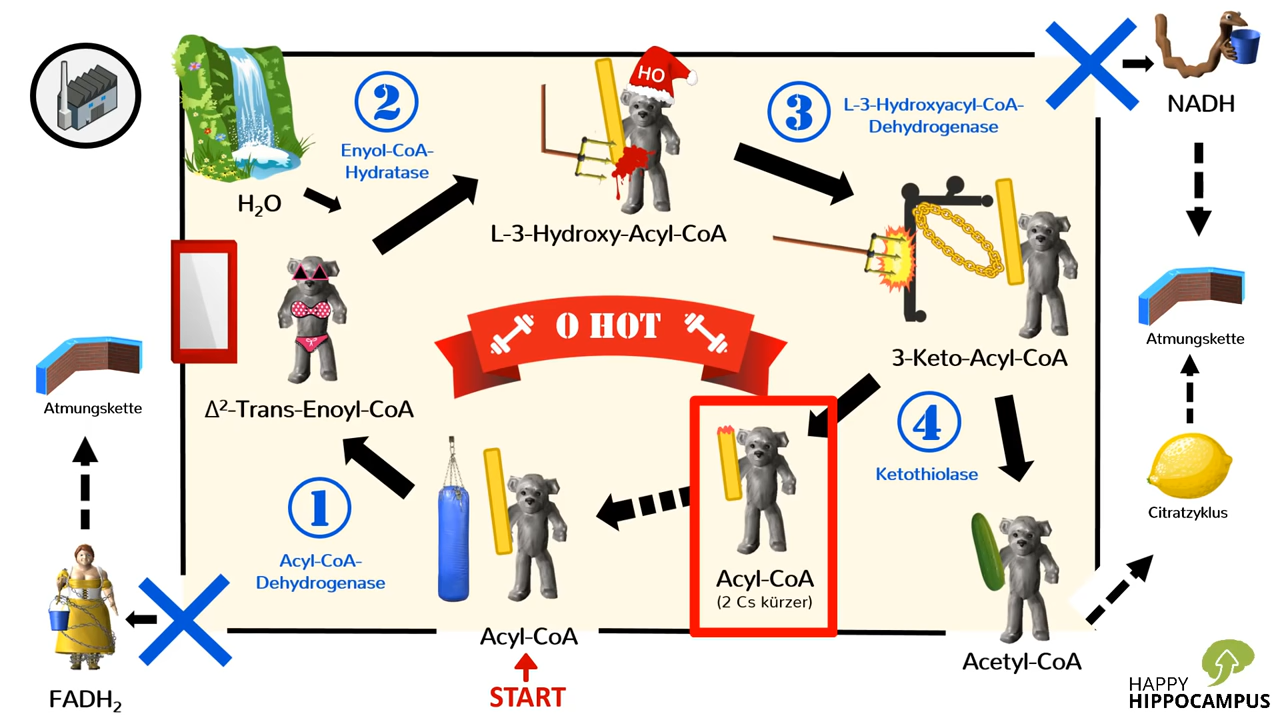 HO
2
Enyol-CoA-
Hydratase
H₂O
L-3-Hydroxy-Acyl-CoA
3
L-3-Hydroxyacyl-CoA-
Dehydrogenase
NADH
O HOT
3-Keto-Acyl-CoA
Atmungskette
Atmungskette
Δ²-Trans-Enoyl-CoA
4
Ketothiolase
1
Acyl-CoA-
Dehydrogenase
Acyl-CoA
(2 Cs kürzer)
Citratzyklus
Acyl-CoA
START
Acetyl-CoA
FADH₂
HAPPY
HIPPOCAMPUS